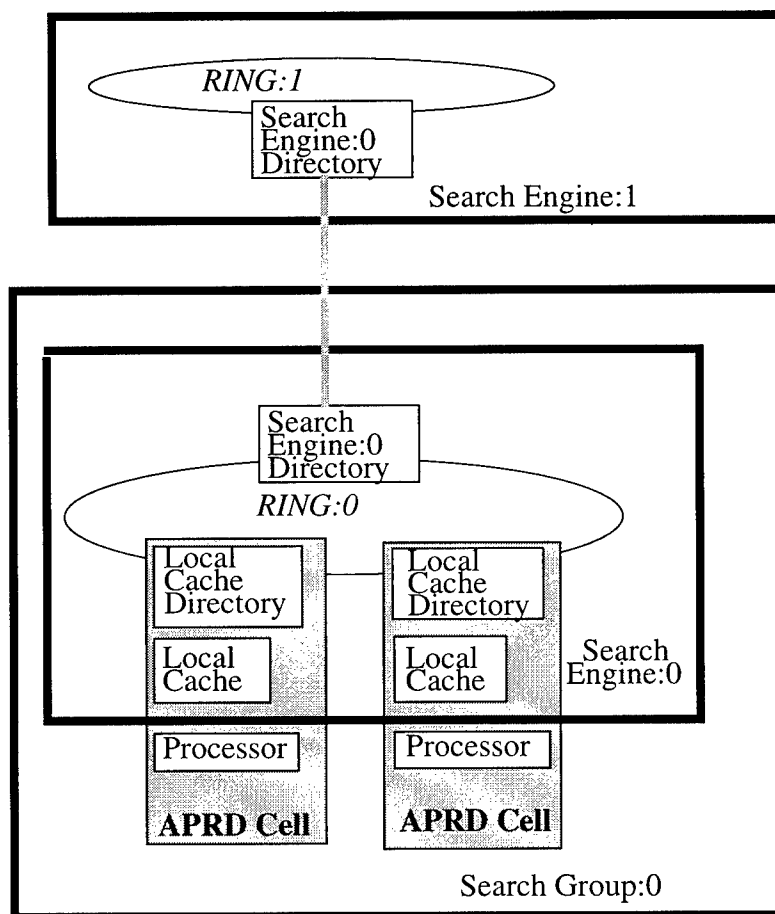 RING:1
Search
Engine:0
Directory
Search Engine:1
Search
Engine:0
Directory
RING:0
Local
Cache
Directory
Local
Cache
Processor
APRD Cell
Local
Cache
Directory
Local
Cache
Processor
APRD Cell
Search
Engine:0
Search Group:0